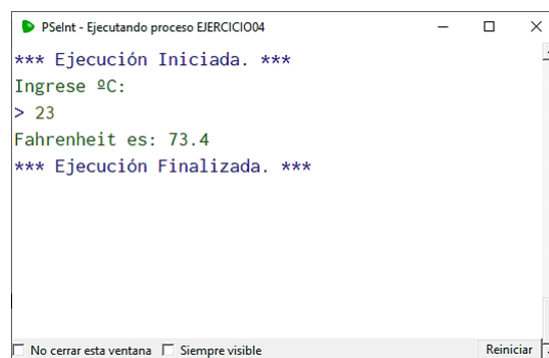 PSeInt - Ejecutando proceso EJERCICIO04
*** Ejecución Iniciada. ***
Ingrese ºC:
> 23
Fahrenheit es: 73.4
*** Ejecución Finalizada. ***
No cerrar esta ventana Siempre visible Reiniciar